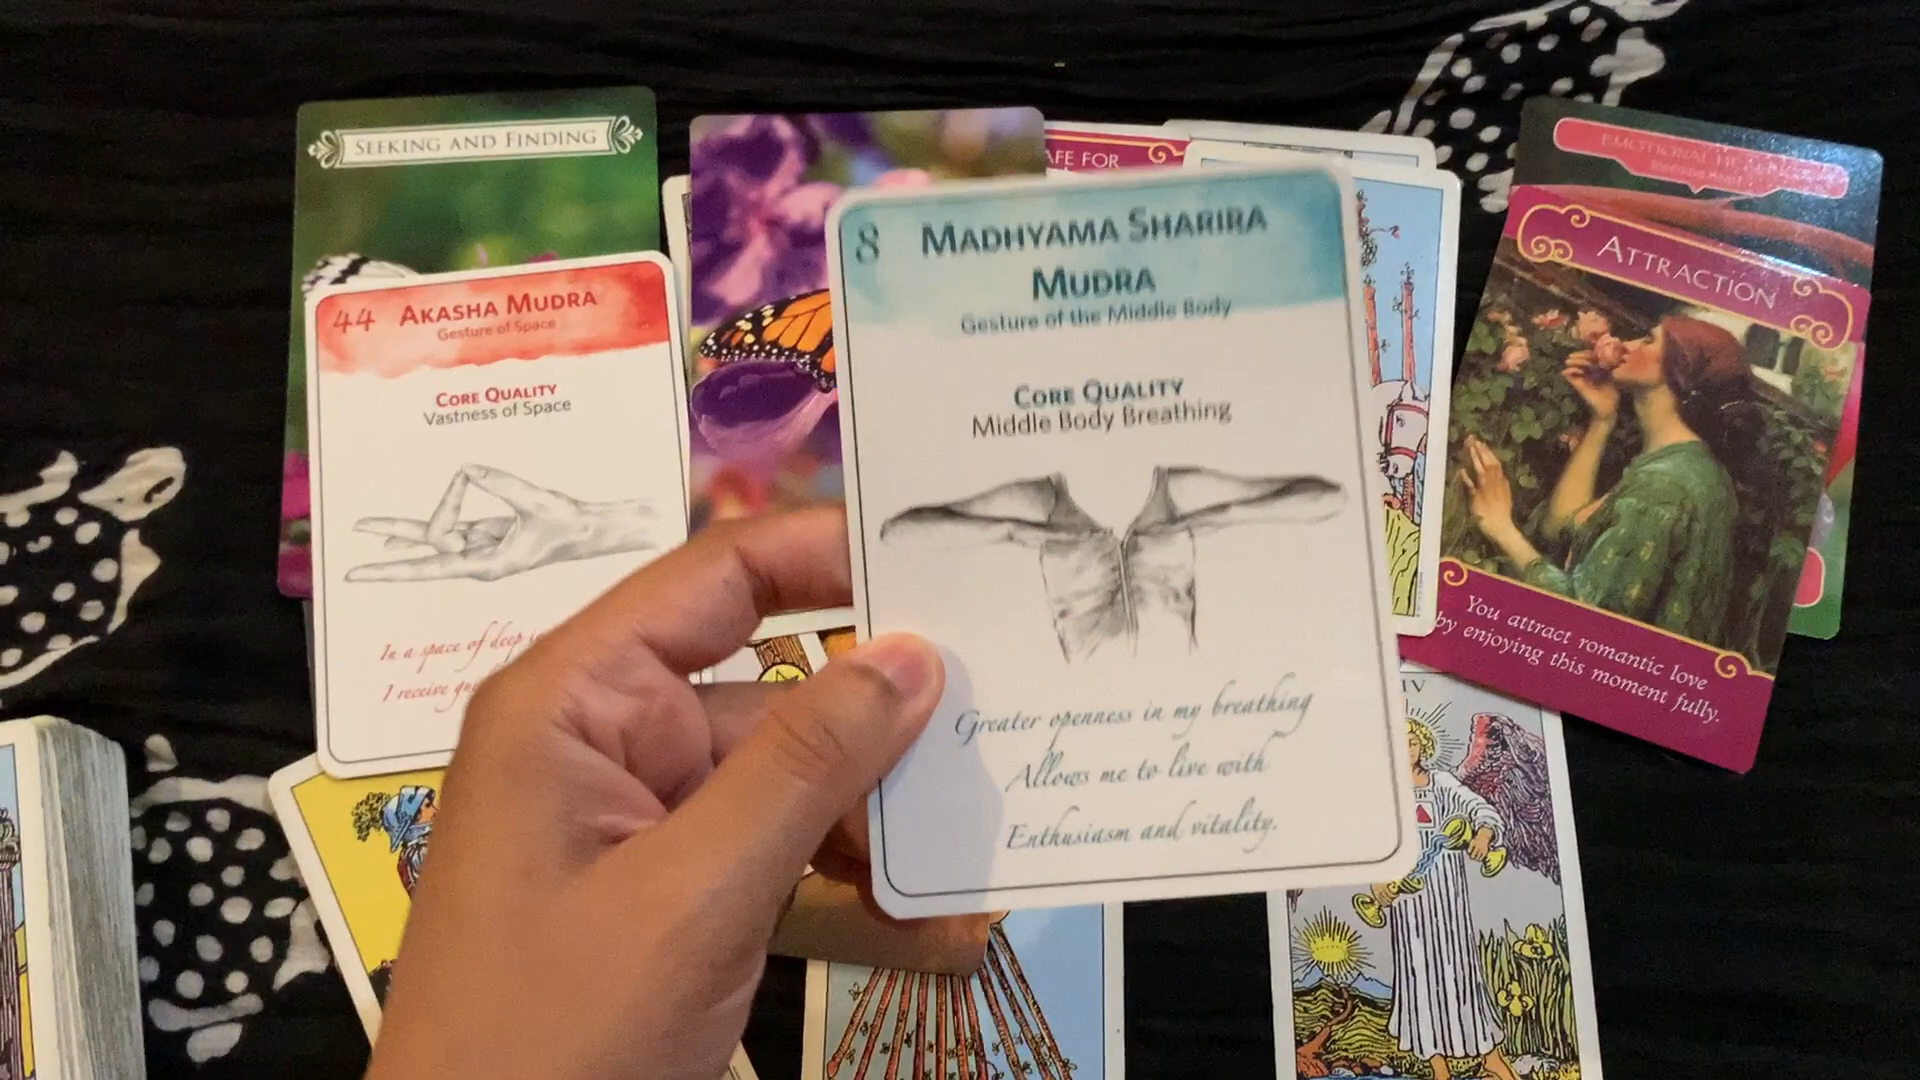 SEEKING AND FINDING
44 AKASHA MUDRA
Gesture of Space
CORE QUALITY
Vastness of Space
In a space of deep
I receive
AFE FOR
8 MADHYAMA SHARIRA
MUDRA
Gesture of the Middle Body
CORE QUALITY
Middle Body Breathing
Greater openness in my breathing
Allows me to live with
Enthusiasm and vitality.
EMOTIONAL
ATTRACTION
You attract romantic love
by enjoying this moment fully.
IV